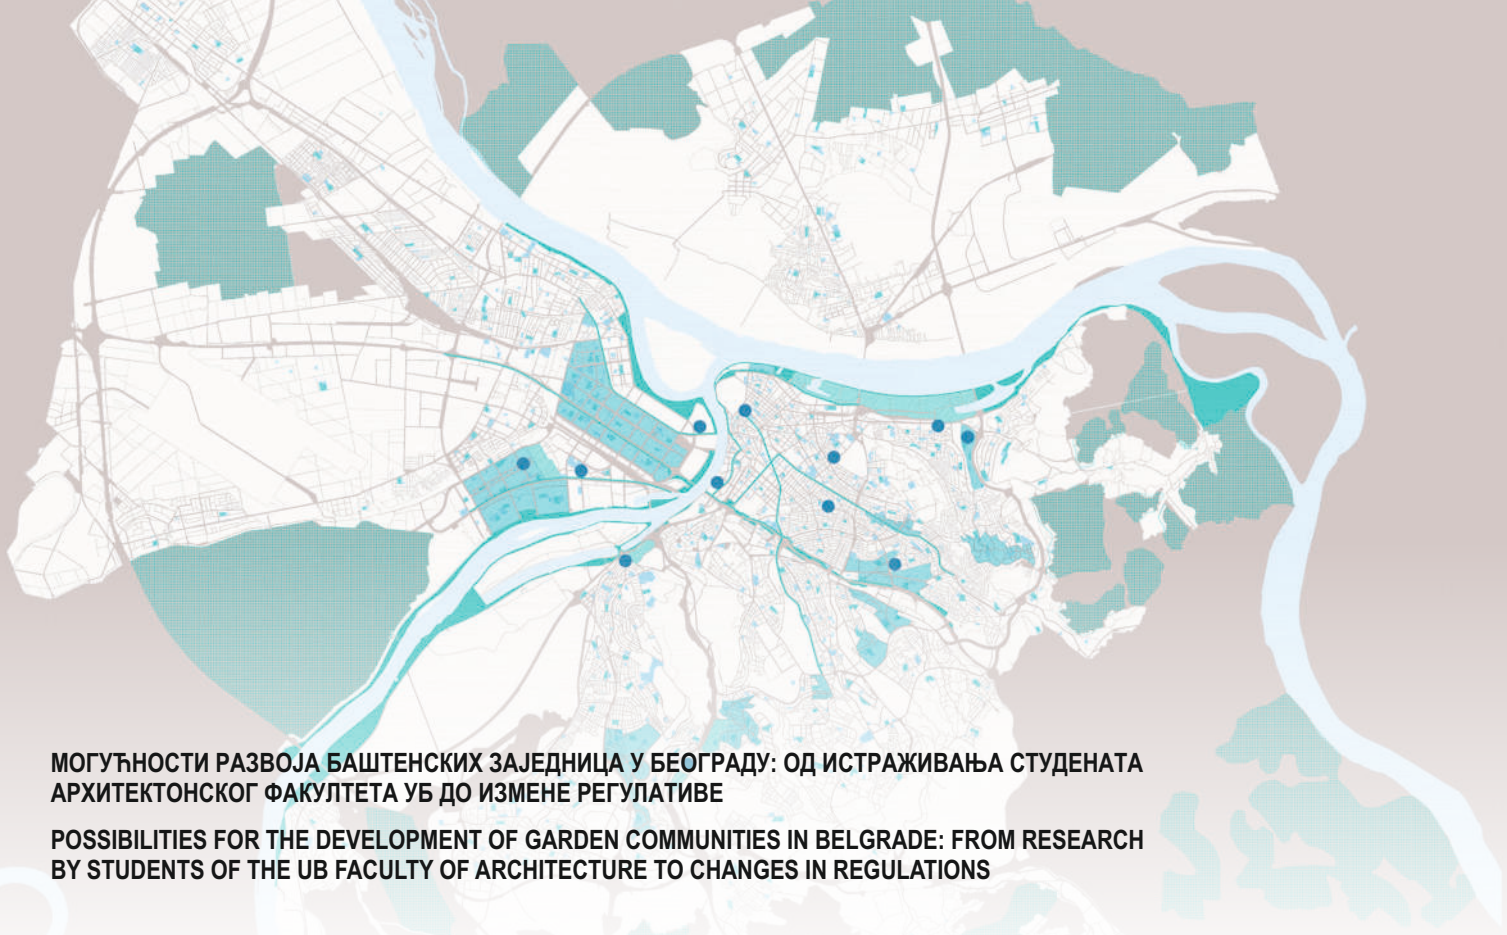 МОГУЋНОСТИ РАЗВОЈА БАШТЕНСКИХ ЗАЈЕДНИЦА У БЕОГРАДУ: ОД ИСТРАЖИВАЊА СТУДЕНАТА
АРХИТЕКТОНСКОГ ФАКУЛТЕТА УБ ДО ИЗМЕНЕ РЕГУЛАТИВЕ
POSSIBILITIES FOR THE DEVELOPMENT OF GARDEN COMMUNITIES IN BELGRADE: FROM RESEARCH
BY STUDENTS OF THE UB FACULTY OF ARCHITECTURE TO CHANGES IN REGULATIONS